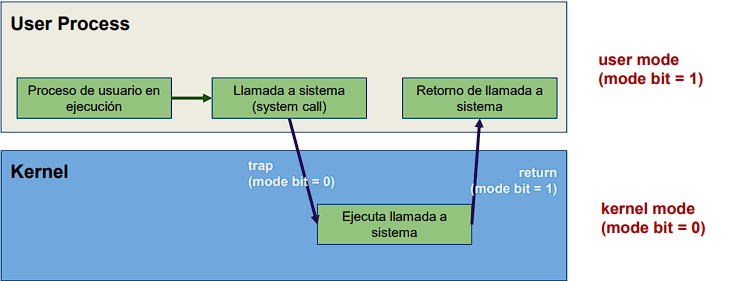 User Process
user mode
(mode bit = 1)
Proceso de usuario en
ejecución
Llamada a sistema
(system call)
Retorno de llamada a
sistema
Kernel
trap
(mode bit = 0)
return
(mode bit = 1)
Ejecuta llamada a
sistema
kernel mode
(mode bit = 0)